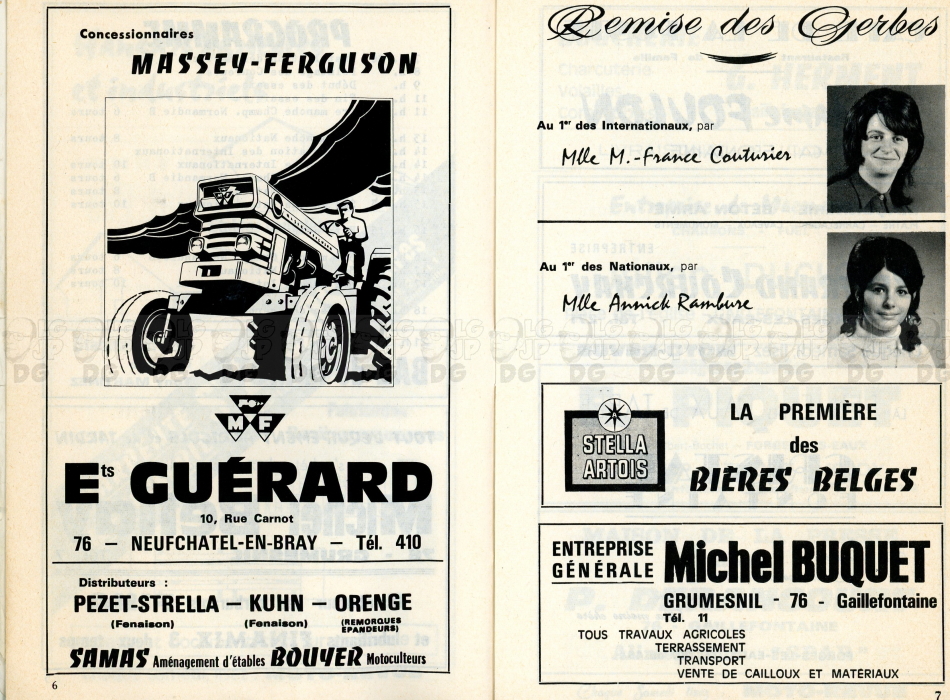 Concessionnaires
MASSEY-FERGUSON
MF
Ets GUÉRARD
10, Rue Carnot
76 — NEUFCHATEL-EN-BRAY — Tél. 410
Distributeurs :
PEZET-STRELLA — KUHN — ORENGE
(Fenaison) (Fenaison) (REMORQUES
EPANDEURS)
SAMAS Aménagement d'étables BOUYER Motoculteurs
6
Remise des Gerbes
Au 1er des Internationaux, par
Mlle M.-France Couturier
Au 1er des Nationaux, par
Mlle Annick Rambure
STELLA
ARTOIS
LA PREMIÈRE
des
BIÈRES BELGES
ENTREPRISE
GÉNÉRALE
Michel BUQUET
GRUMESNIL - 76 - Gaillefontaine
Tél. 11
TOUS TRAVAUX AGRICOLES
TERRASSEMENT
TRANSPORT
VENTE DE CAILLOUX ET MATERIAUX
7